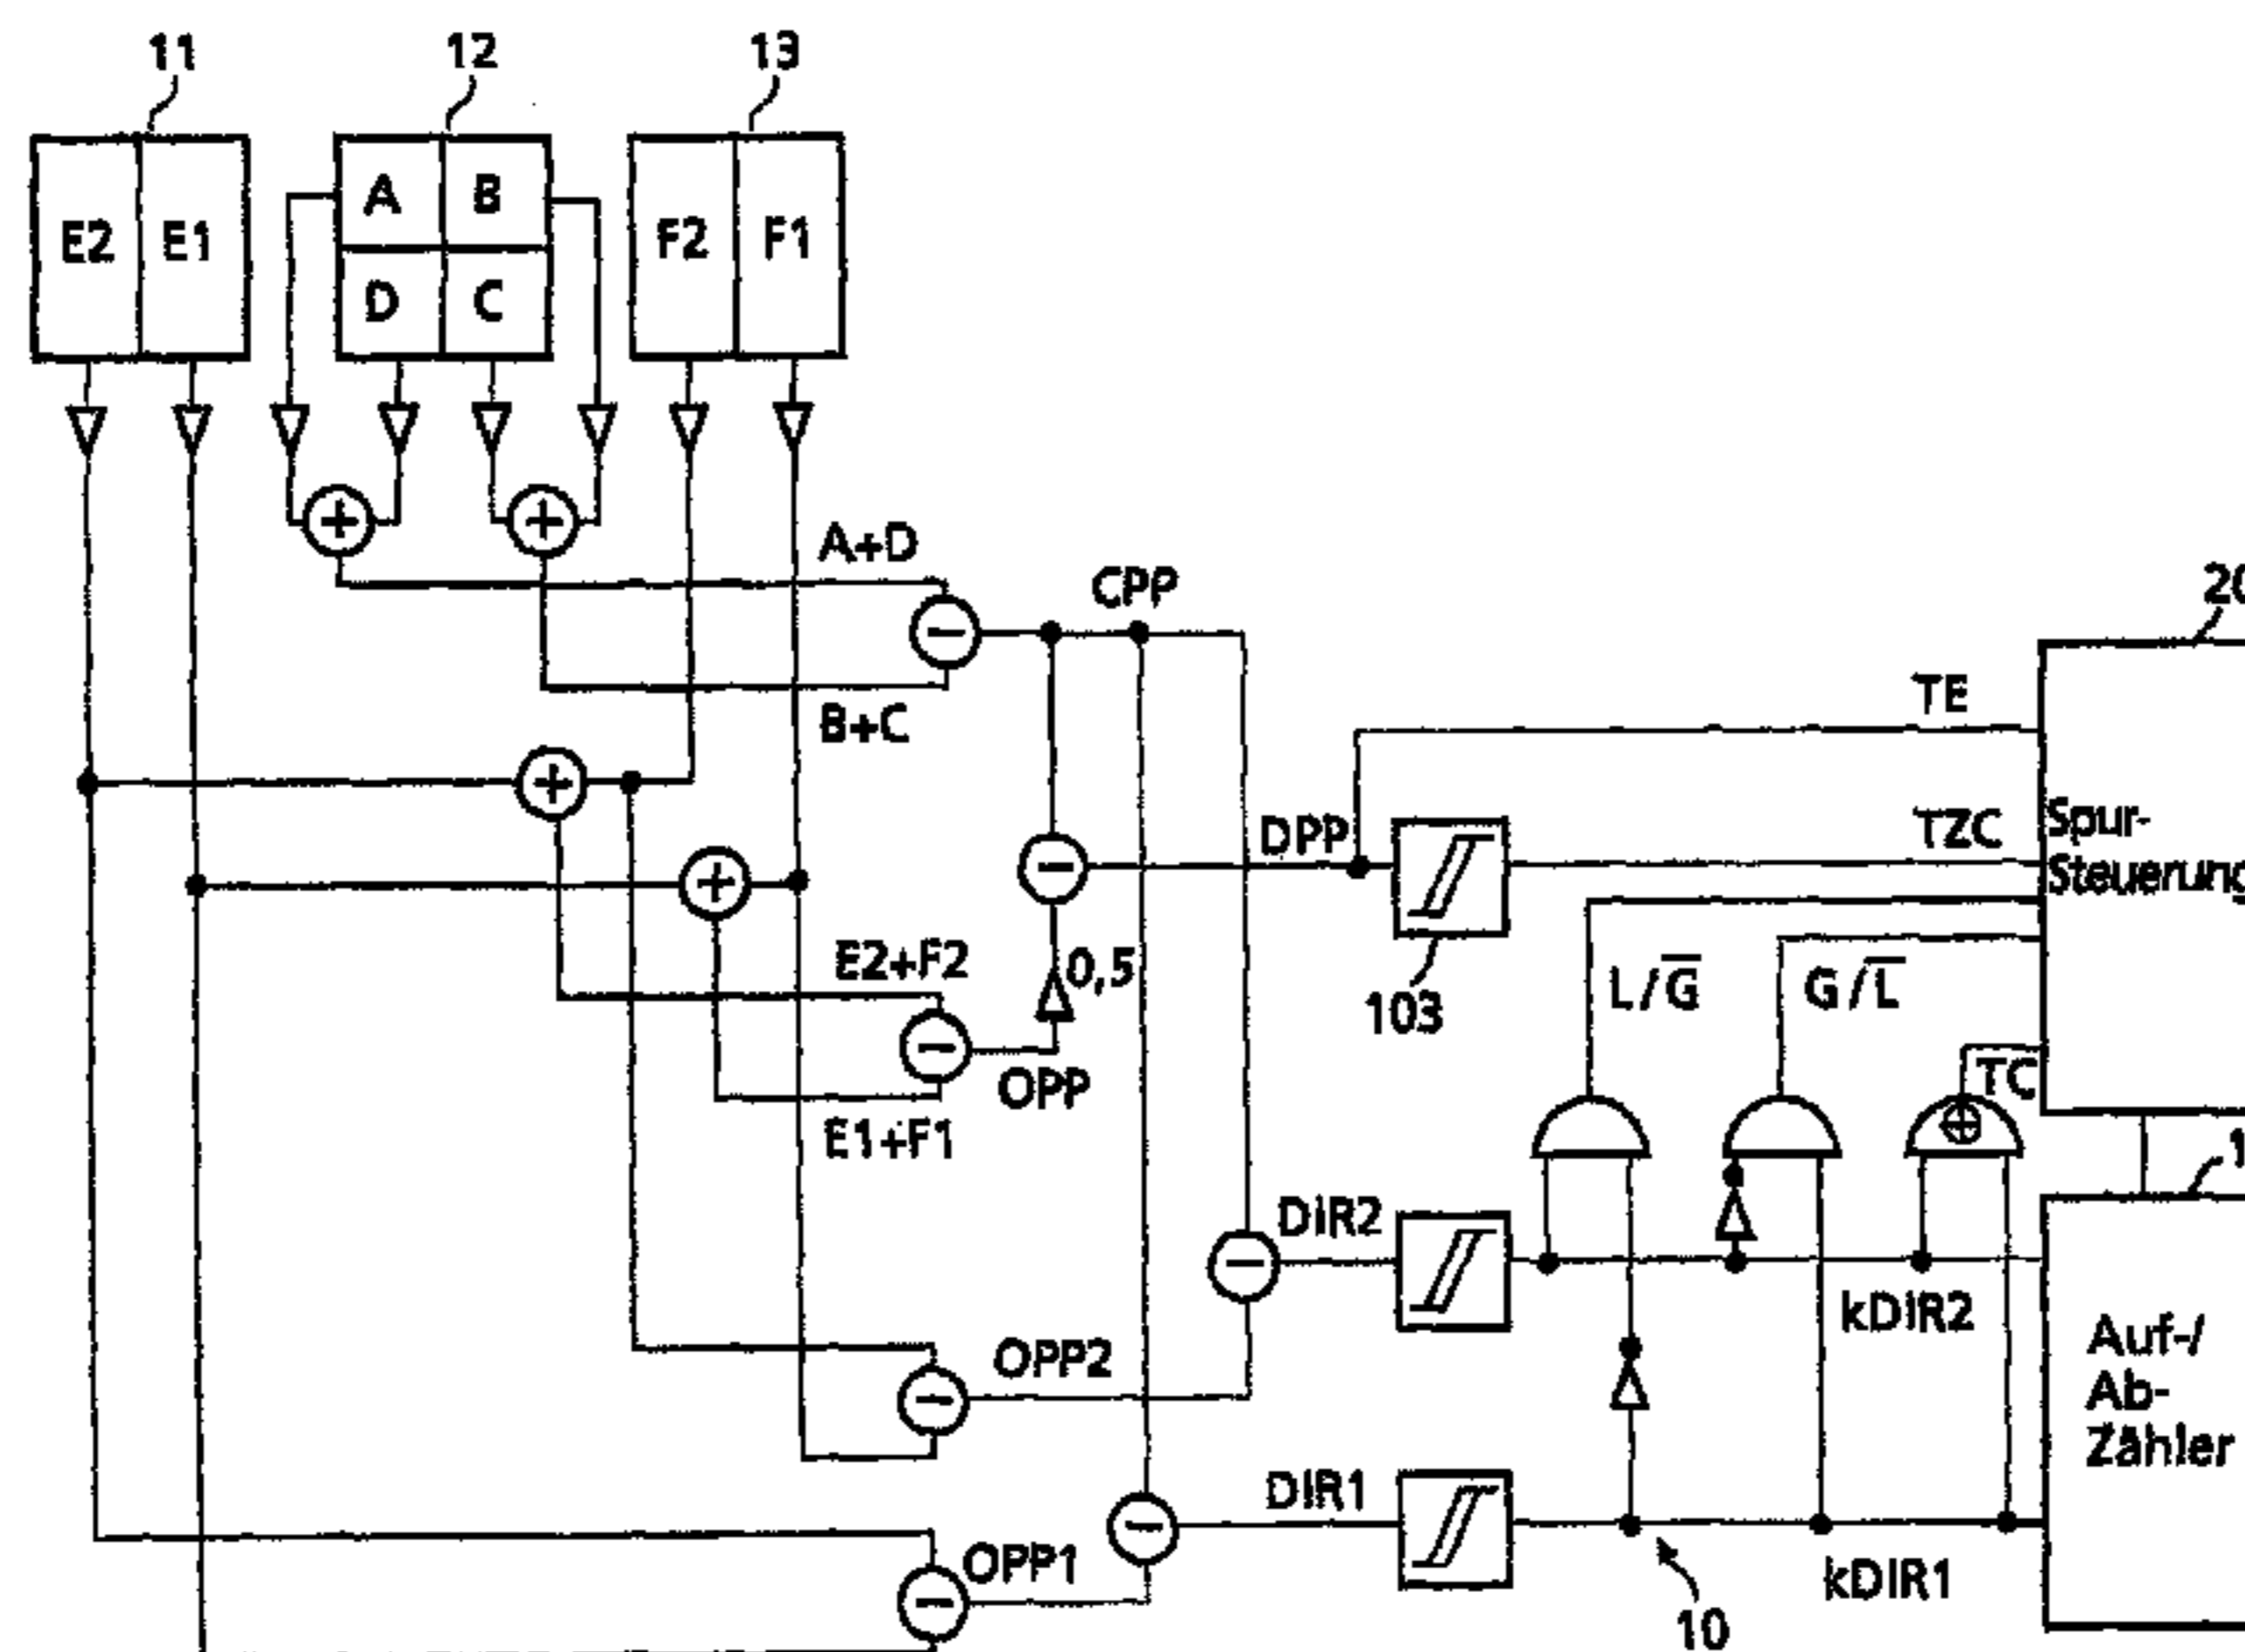 11 12 13
E2 E1 A B F2 F1
D C
A+D
CPP
B+C
TE
DPP
TZC
Spur-
Steuerung
E2+F2
0,5
103
L/G̅
G/L̅
OPP
TC
E1+F1
DIR2
kDIR2
OPP2
Auf-/
Ab-
Zähler
DIR1
OPP1
kDIR1
10